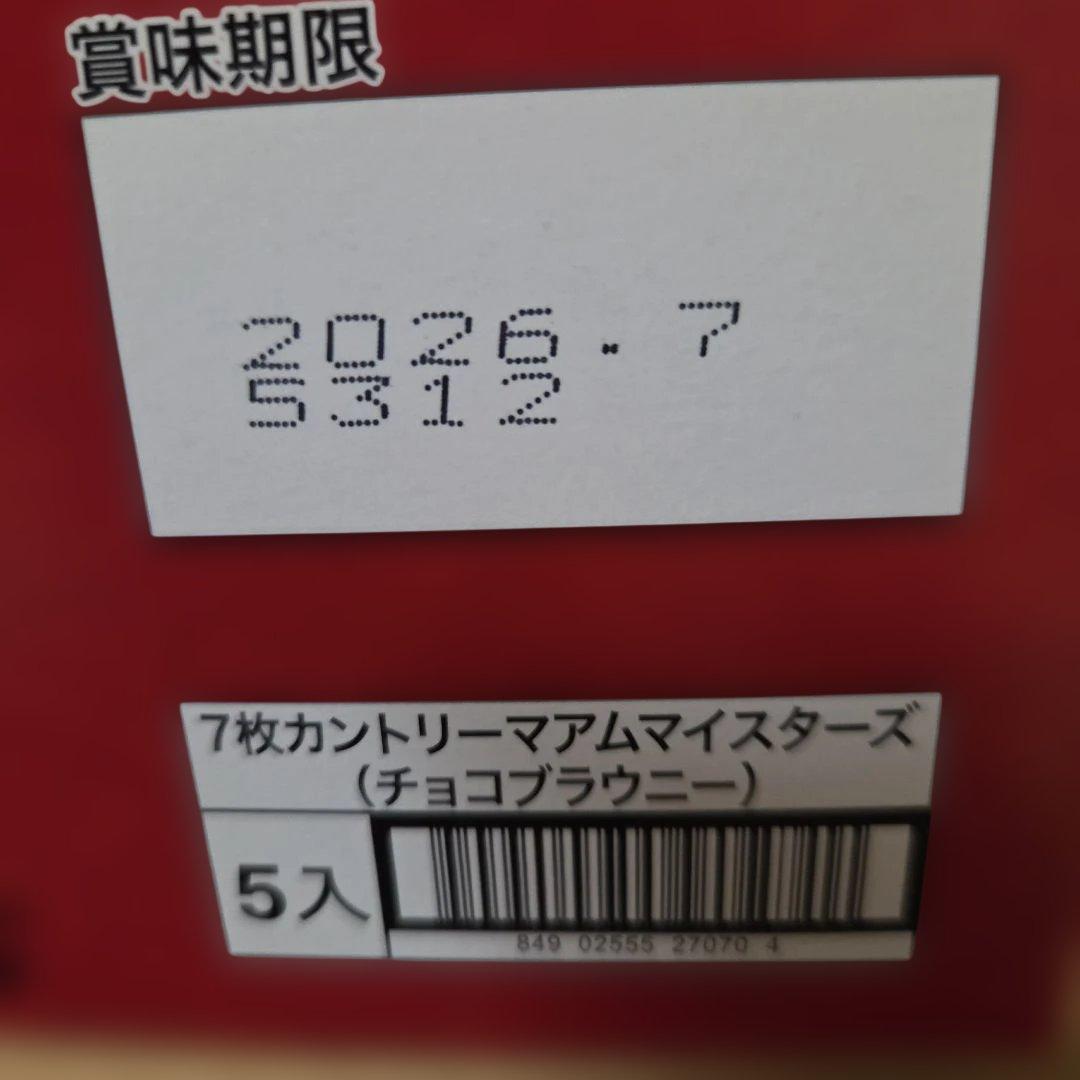 賞味期限
2026. 7
5312
7枚カントリーマアムマイスターズ
(チョコブラウニー)
5入
849 02555 27070 4